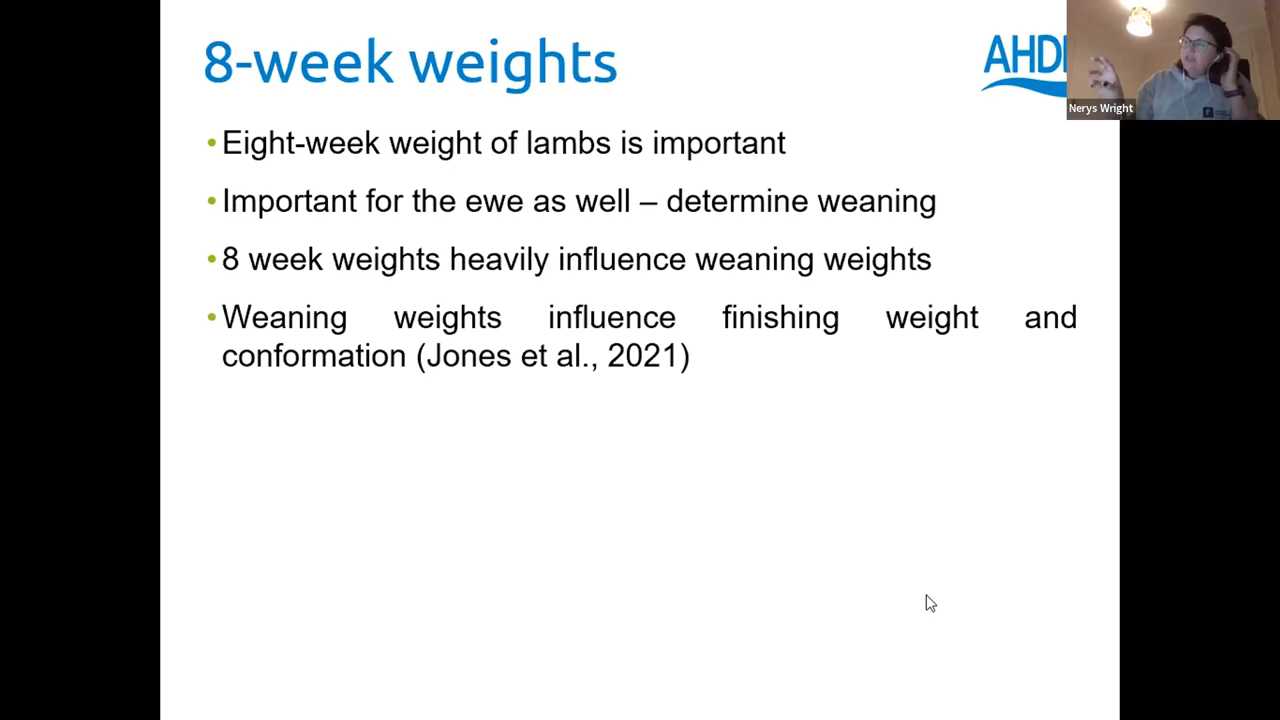 8-week weights
AHD
Nerys Wright
•Eight-week weight of lambs is important
•Important for the ewe as well – determine weaning
•8 week weights heavily influence weaning weights
•Weaning weights influence finishing weight and
conformation (Jones et al., 2021)